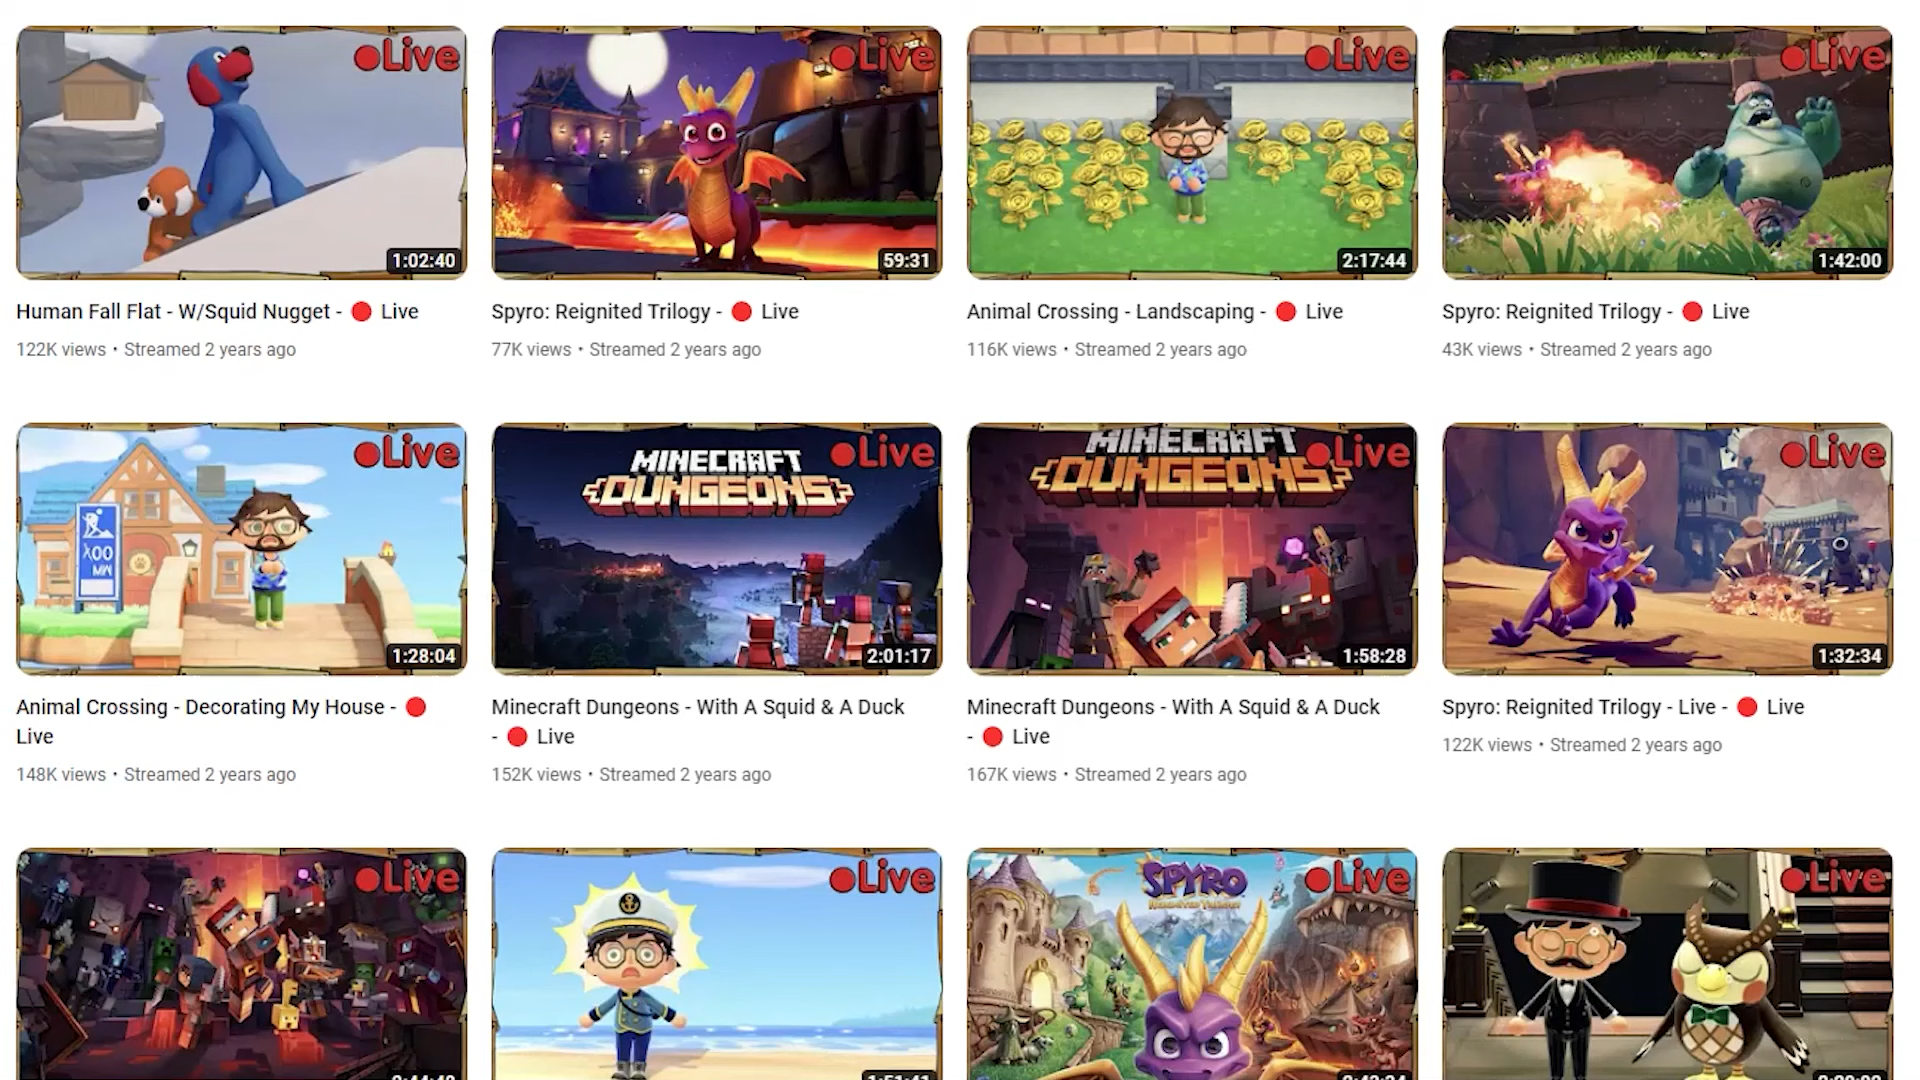 Live
Live
Live
Live
1:02:40
59:31
2:17:44
1:42:00
Human Fall Flat - W/Squid Nugget - 🔴 Live
Spyro: Reignited Trilogy - 🔴 Live
Animal Crossing - Landscaping - 🔴 Live
Spyro: Reignited Trilogy - 🔴 Live
122K views • Streamed 2 years ago
77K views • Streamed 2 years ago
116K views • Streamed 2 years ago
43K views • Streamed 2 years ago
Live
MINECRAFT
DUNGEONS
Live
MINECRAFT
DUNGEONS
Live
Live
1:28:04
2:01:17
1:58:28
1:32:34
Animal Crossing - Decorating My House - 🔴
Live
148K views • Streamed 2 years ago
Minecraft Dungeons - With A Squid & A Duck
- 🔴 Live
152K views • Streamed 2 years ago
Minecraft Dungeons - With A Squid & A Duck
- 🔴 Live
167K views • Streamed 2 years ago
Spyro: Reignited Trilogy - Live - 🔴 Live
122K views • Streamed 2 years ago
Live
Live
SPYRO
Live
Live